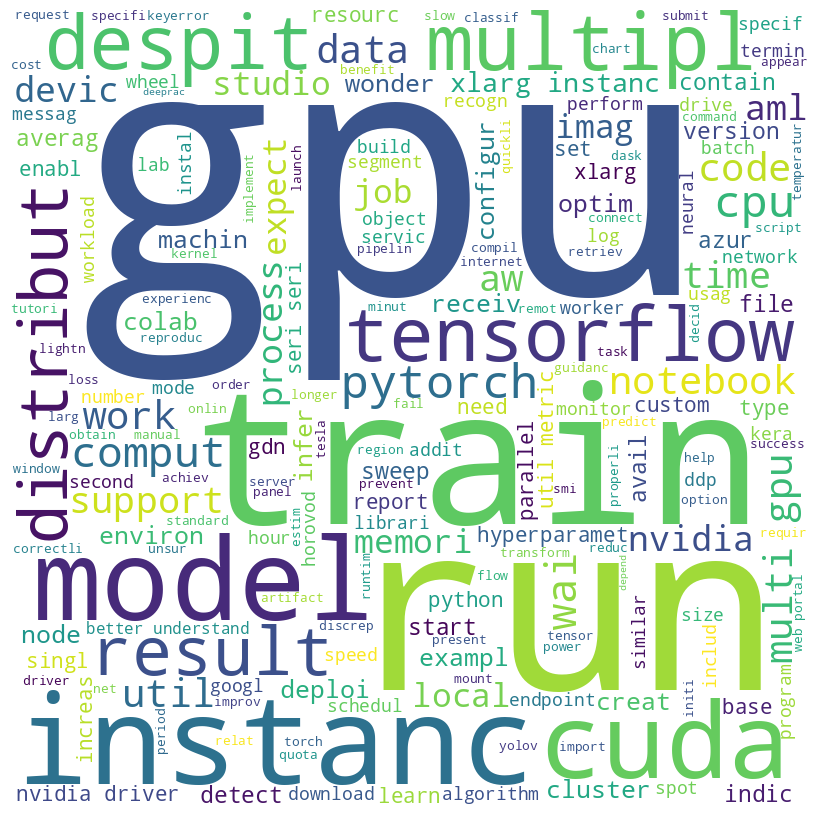 request
specifi
keyerror
resourc
slow
classif
submit
specif
despit
multipl
data
chart
termin
appear
cost
wheel
benefit
devic
deeprac
studio
wonder
xlarg instanc
contain
messag
recogn
perform
drive
aml
averag
gpu
imag
version
command
build
configur
quickli
set
dask
batch
temperatur
enabl
lab
instal
implement
launch
segment
expect
job
xlarg
neural
code
optim
connect
cpu
script
object
servic
machin
log
azur
workload
kernel
pipelin
compil
internet
retriev
network
distribut
process
seri seri
aw
time
usag
experienc
tutori
colab
minut
receiv
remot
worker
file
decid
reproduc
tensorflow
lightn
task
loss
mode
order
pytorch
guidanc
notebook
number
longer
larg
work
onlin
fail
need
util metric
monitor
custom
type
predict
kera
obtain
manual
train
infer
tesla
parallel
avail
success
window
comput
gdn
region
addit
sweep
ddp
help
achiev
server
panel
prevent
smi
properli
option
second
support
horovod
report
standard
librari
environ
hour
estim
memori
hyperparamet
nvidia
requir
multi gpu
correctli
unsur
transform
reduc
model
run
runtim
flow
wai
depend
artifact
python
web portal
node
better understand
discrep
start
present
tensor
similar
size
includ
singl
result
speed
exampl
power
driver
net
util
googl
improv
deploi
mount
local
endpoint
creat
initi
base
program
increas
period
schedul
relat
instanc
cuda
torch
quota
yolov
import
nvidia driver
detect
download
learn
algorithm
cluster
spot
indic